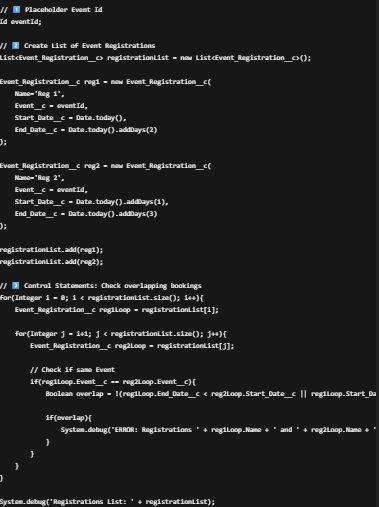 // 1 Placeholder Event Id
Id eventId;
// 2 Create List of Event Registrations
List<Event_Registration__c> registrationList = new List<Event_Registration__c>();
Event_Registration__c reg1 = new Event_Registration__c(
Name='Reg 1',
Event__c = eventId,
Start_Date__c = Date.today(),
End_Date__c = Date.today().addDays(2)
);
Event_Registration__c reg2 = new Event_Registration__c(
Name='Reg 2',
Event__c = eventId,
Start_Date__c = Date.today().addDays(1),
End_Date__c = Date.today().addDays(3)
);
registrationList.add(reg1);
registrationList.add(reg2);
// 3 Control Statements: Check overlapping bookings
for(Integer i = 0; i < registrationList.size(); i++){
Event_Registration__c reg1Loop = registrationList[i];
for(Integer j = i+1; j < registrationList.size(); j++){
Event_Registration__c reg2Loop = registrationList[j];
// Check if same Event
if(reg1Loop.Event__c == reg2Loop.Event__c){
Boolean overlap = !(reg1Loop.End_Date__c < reg2Loop.Start_Date__c || reg1Loop.Start_Da
if(overlap){
System.debug('ERROR: Registrations ' + reg1Loop.Name + ' and ' + reg2Loop.Name + '
}
}
}
}
System.debug('Registrations List: ' + registrationList);